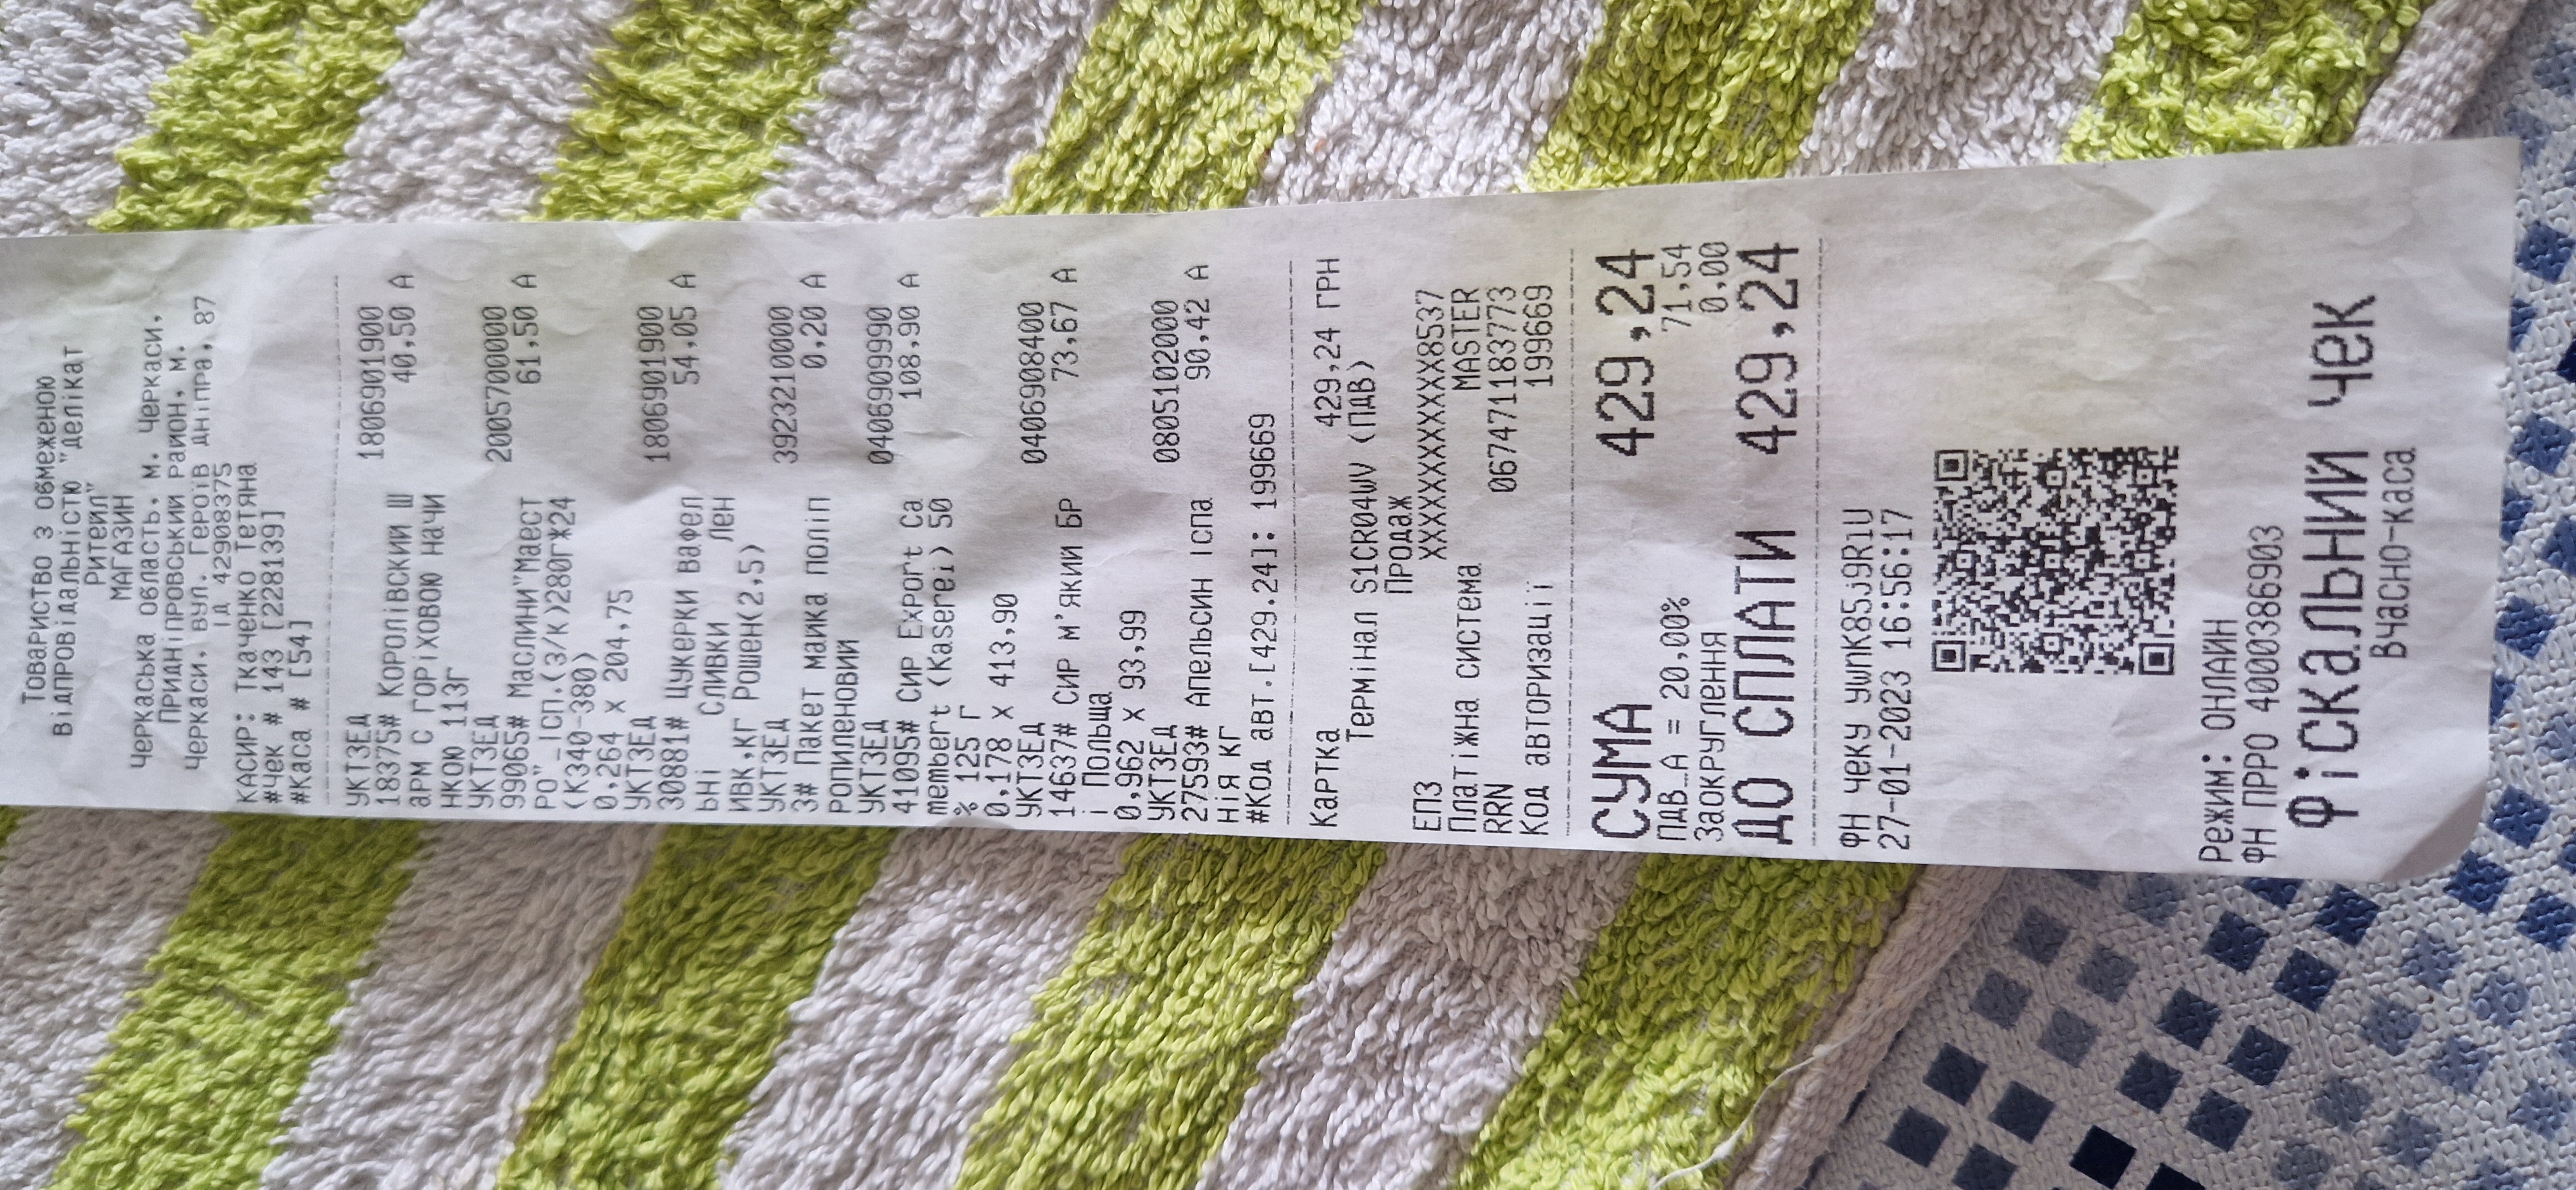 Товариство з обмеженою
відповідальністю "Делікат
Ритейл"
МАГАЗИН
Черкаська область, м. Черкаси,
Придніпровський район, м.
Черкаси, вул. Героїв Дніпра, 87
ІД 42908375
КАСИР: Ткаченко Тетяна
#Чек # 143 [228139]
#Каса # [54]
УКТЗЕД 1806901900
18375# Королівский Ш 40,50 А
арм С горіховою начи
нкою 113г
УКТЗЕД 2005700000
99065# Маслини"Маест 61,50 А
ро"_Ісп.(З/К)280г*24
(К340-380)
0,264 x 204,75
УКТЗЕД 1806901900
30881# Цукерки вафел 54,05 А
ьні Сливки лен
ивк,кг Рошен(2,5)
УКТЗЕД 3923210000
3# Пакет майка поліп 0,20 А
ропиленовий
УКТЗЕД 0406909990
41095# Сир Export Ca 108,90 А
membert (Kaserei) 50
% 125 г
0,178 x 413,90
УКТЗЕД 0406908400
14637# Сир м'який Бр 73,67 А
і Польща
0,962 x 93,99
УКТЗЕД 0805102000
27593# Апельсин Іспа 90,42 А
нія кг
#Код авт.[429.24]: 199669
Картка 429,24 ГРН
Термінал S1CR04WV (ПДВ)
Продаж
ЕПЗ XXXXXXXXXXXXXXX8537
Платіжна система MASTER
RRN 067471183773
Код авторизації 199669
СУМА 429,24
ПДВ_А = 20,00% 71,54
Заокруглення 0,00
ДО СПЛАТИ 429,24
ФН чеку ywnK85J9R1U
27-01-2023 16:56:17
Режим: ОНЛАЙН
ФН ПРРО 4000386903
Фіскальний чек
Вчасно-каса